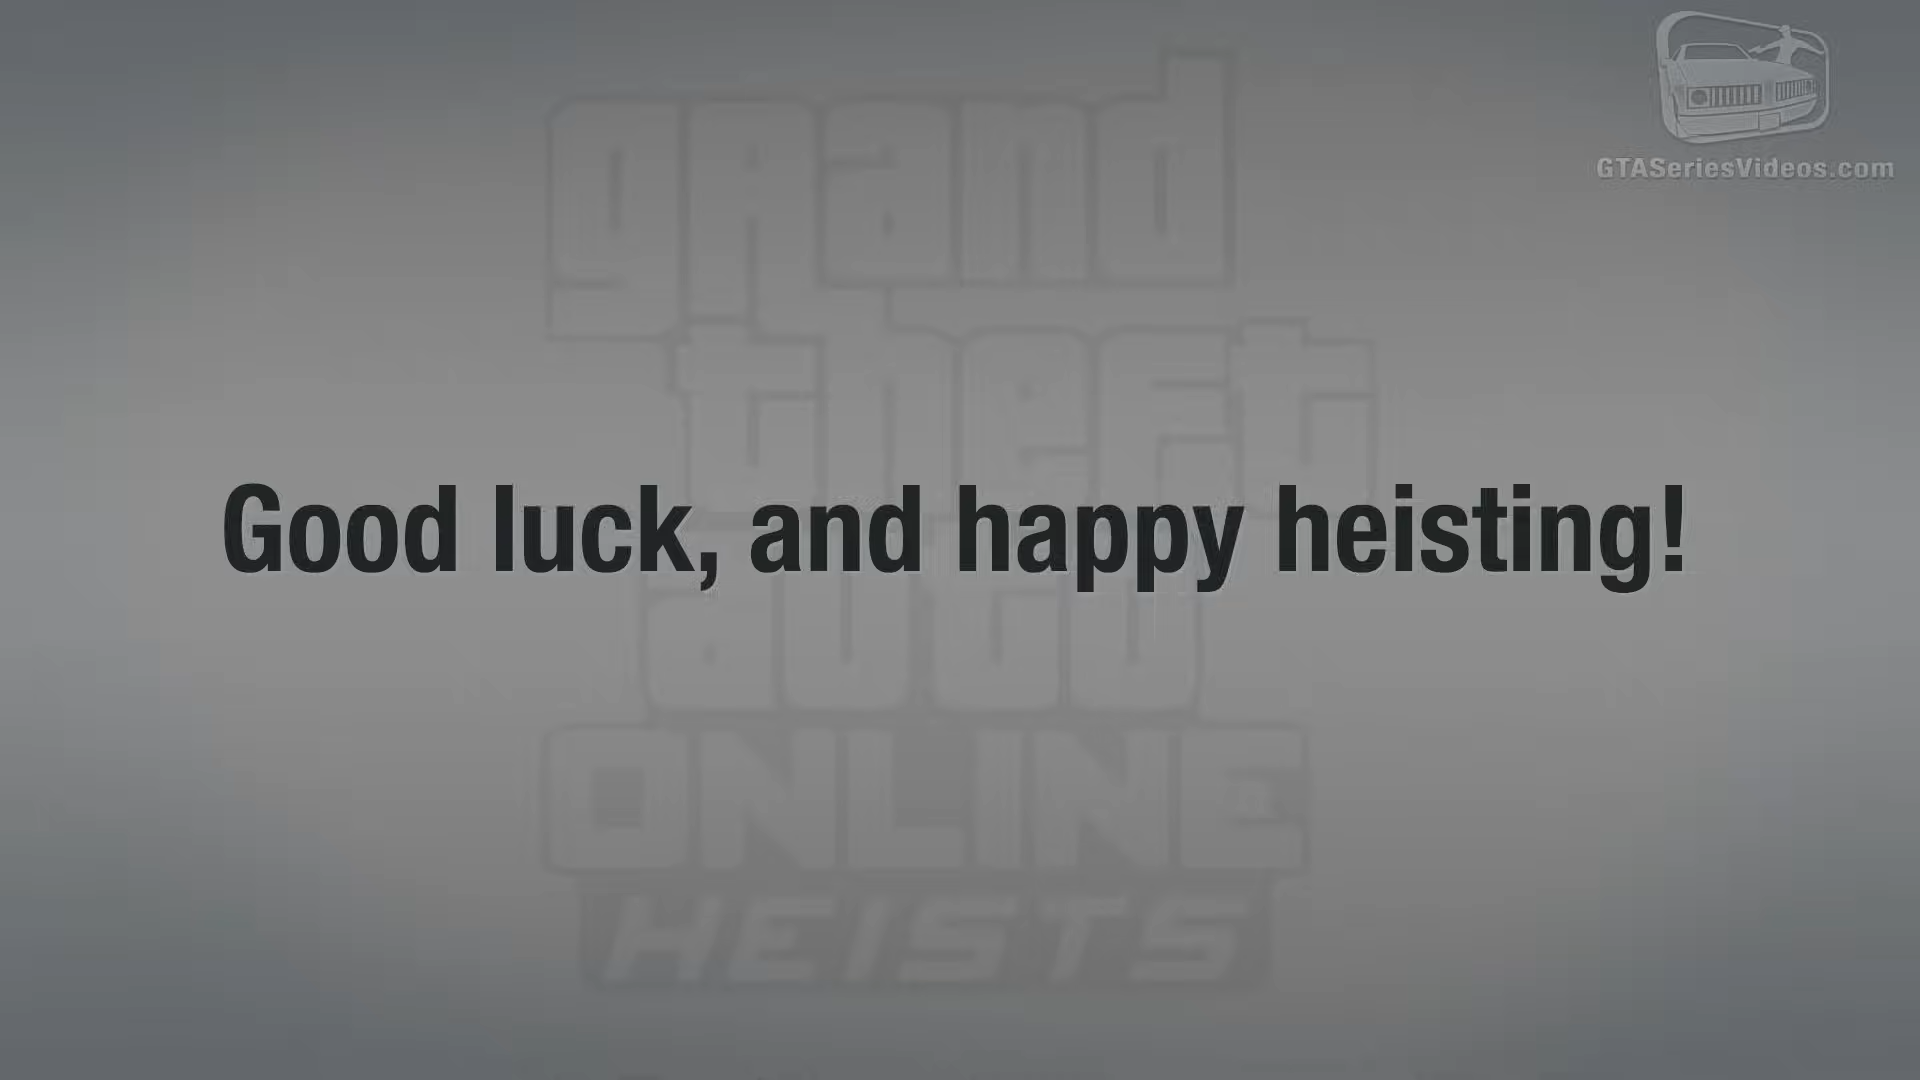 GTASeriesVideos.com
grand
theft
auto
ONLINE
HEISTS
Good luck, and happy heisting!